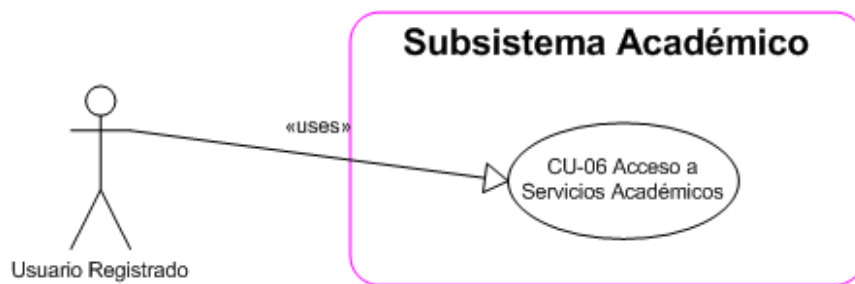 Subsistema Académico
«uses»
CU-06 Acceso a
Servicios Académicos
Usuario Registrado